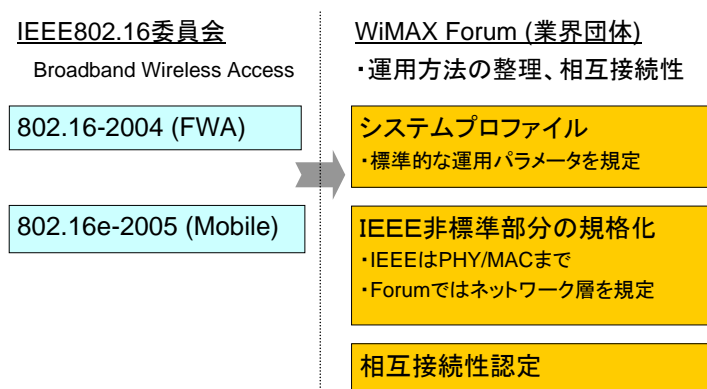 IEEE802.16委員会
Broadband Wireless Access
802.16-2004 (FWA)
802.16e-2005 (Mobile)
WiMAX Forum (業界団体)
・運用方法の整理、相互接続性
システムプロファイル
・標準的な運用パラメータを規定
IEEE非標準部分の規格化
・IEEEはPHY/MACまで
・Forumではネットワーク層を規定
相互接続性認定